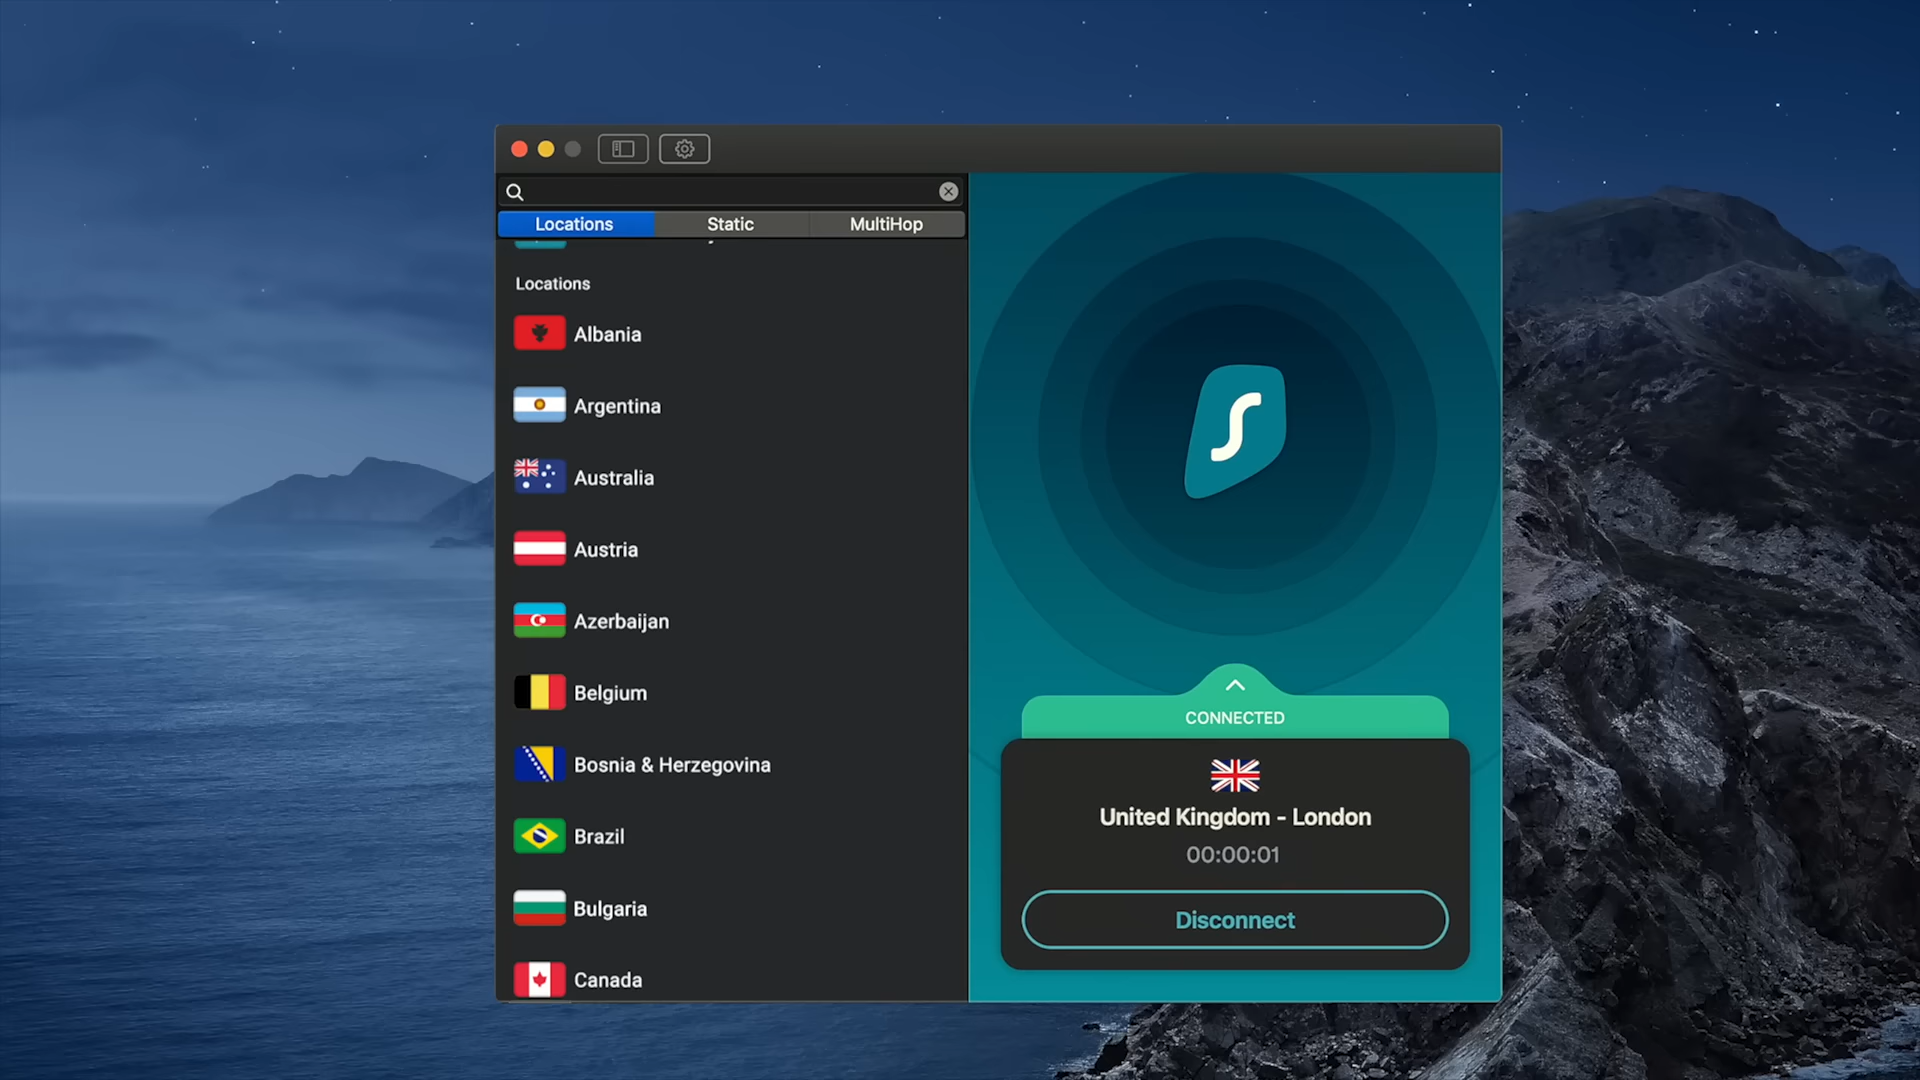 Locations
Static
MultiHop
Locations
Albania
Argentina
Australia
Austria
Azerbaijan
Belgium
Bosnia & Herzegovina
Brazil
Bulgaria
Canada
CONNECTED
United Kingdom - London
00:00:01
Disconnect